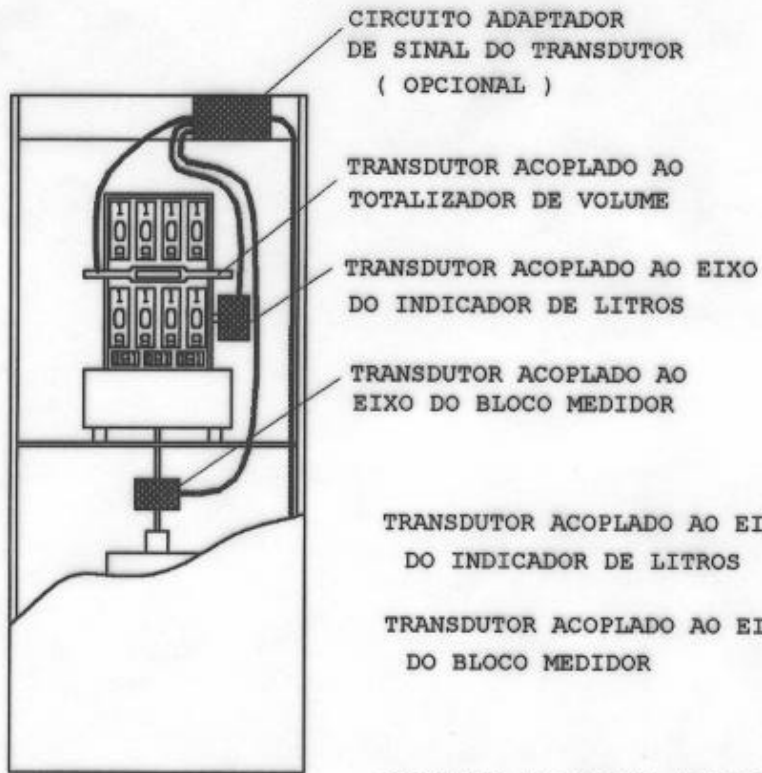 CIRCUITO ADAPTADOR
DE SINAL DO TRANSDUTOR
( OPCIONAL )
TRANSDUTOR ACOPLADO AO
TOTALIZADOR DE VOLUME
TRANSDUTOR ACOPLADO AO EIXO
DO INDICADOR DE LITROS
TRANSDUTOR ACOPLADO AO
EIXO DO BLOCO MEDIDOR
TRANSDUTOR ACOPLADO AO EI
DO INDICADOR DE LITROS
TRANSDUTOR ACOPLADO AO EI
DO BLOCO MEDIDOR